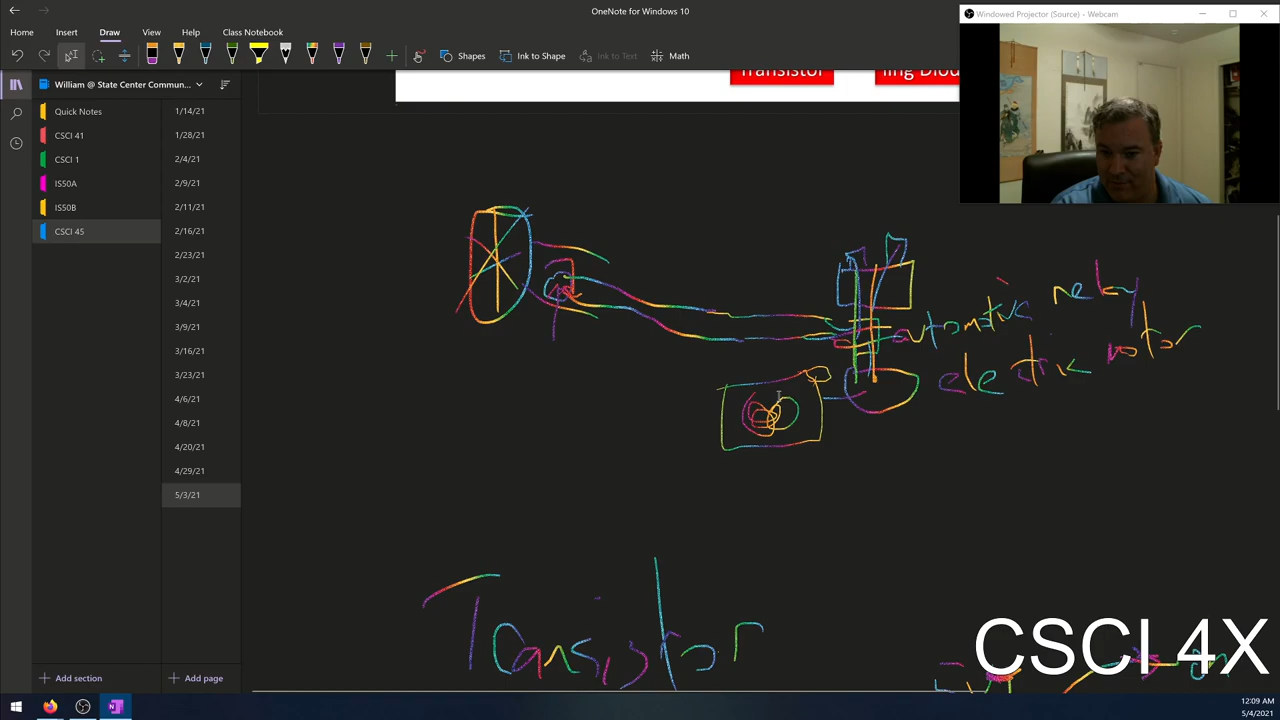 OneNote for Windows 10
Windowed Projector (Source) - Webcam
me Insert Draw View Help Class Notebook
Shapes Ink to Shape Ink to Text Math
William @ State Center Commun...
Quick Notes
CSCI 41
CSCI 1
IS50A
IS50B
CSCI 45
1/14/21
1/28/21
2/4/21
2/9/21
2/11/21
2/16/21
2/23/21
3/2/21
3/4/21
3/9/21
3/16/21
3/23/21
4/6/21
4/8/21
4/20/21
4/29/21
5/3/21
Transistor ling Diod
automotive relay
electric motor
Transistor
CSCI 4X
Add section Add page
12:09 AM
5/4/2021